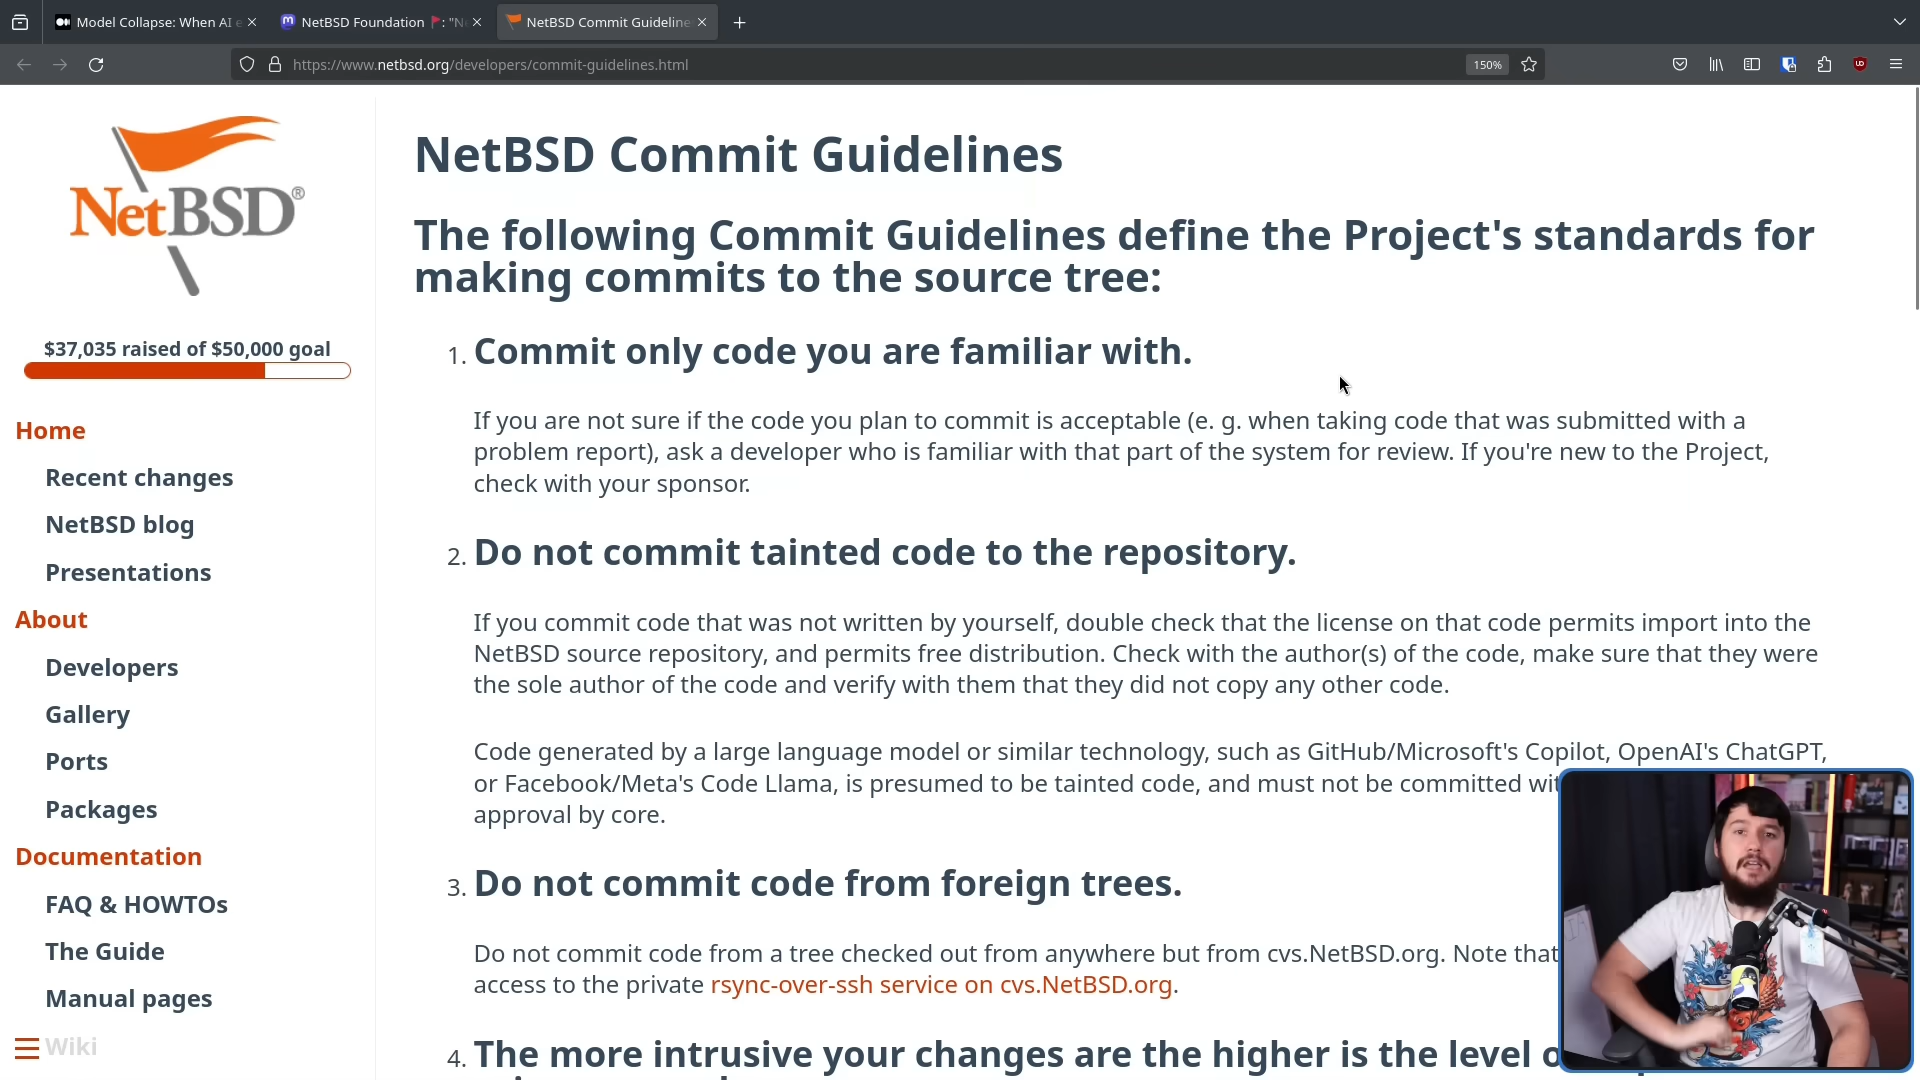 Model Collapse: When AI
NetBSD Foundation : "N
NetBSD Commit Guideline
https://www.netbsd.org/developers/commit-guidelines.html
150%
NetBSD®
$37,035 raised of $50,000 goal
Home
Recent changes
NetBSD blog
Presentations
About
Developers
Gallery
Ports
Packages
Documentation
FAQ & HOWTOs
The Guide
Manual pages
Wiki
NetBSD Commit Guidelines
The following Commit Guidelines define the Project's standards for
making commits to the source tree:
1. Commit only code you are familiar with.
If you are not sure if the code you plan to commit is acceptable (e. g. when taking code that was submitted with a
problem report), ask a developer who is familiar with that part of the system for review. If you're new to the Project,
check with your sponsor.
2. Do not commit tainted code to the repository.
If you commit code that was not written by yourself, double check that the license on that code permits import into the
NetBSD source repository, and permits free distribution. Check with the author(s) of the code, make sure that they were
the sole author of the code and verify with them that they did not copy any other code.
Code generated by a large language model or similar technology, such as GitHub/Microsoft's Copilot, OpenAI's ChatGPT,
or Facebook/Meta's Code Llama, is presumed to be tainted code, and must not be committed wit
approval by core.
3. Do not commit code from foreign trees.
Do not commit code from a tree checked out from anywhere but from cvs.NetBSD.org. Note that
access to the private rsync-over-ssh service on cvs.NetBSD.org.
4. The more intrusive your changes are the higher is the level